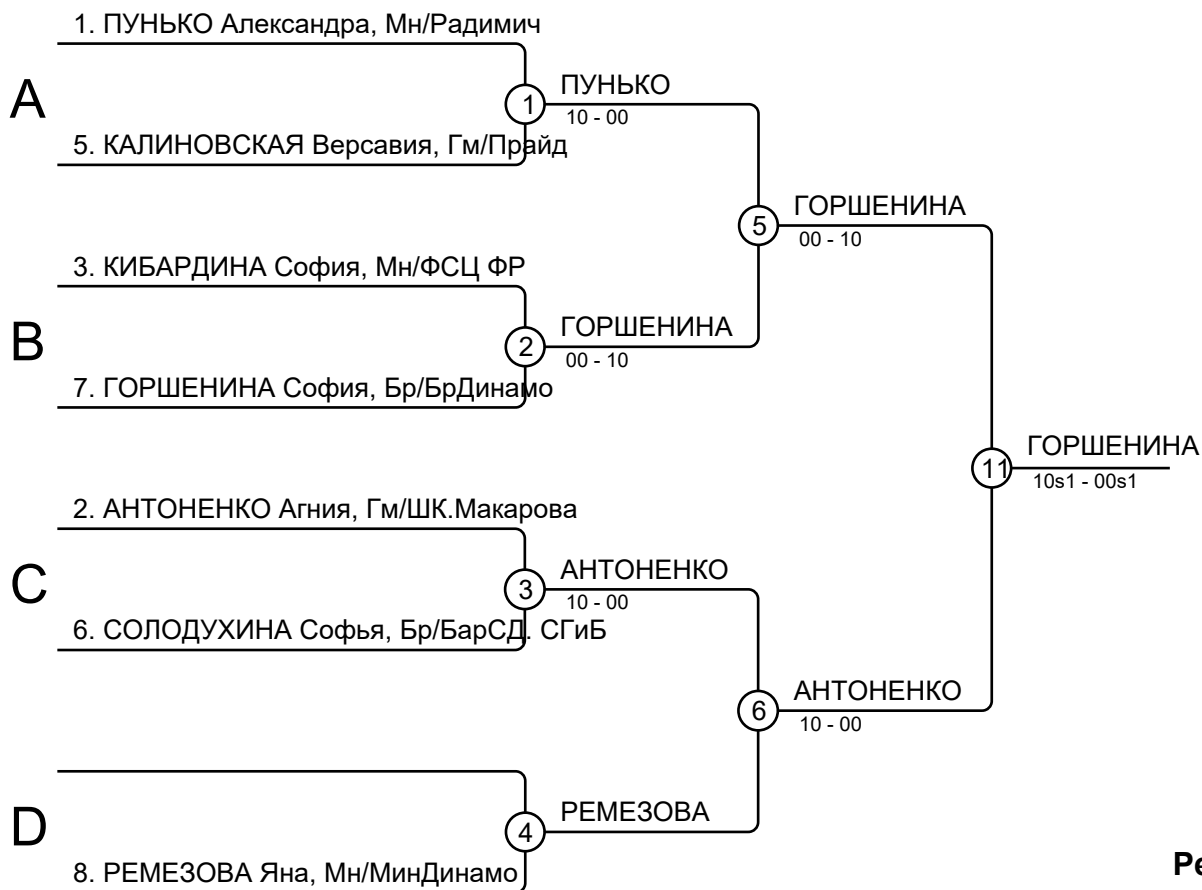 1. ПУНЬКО Александра, Мн/Радимич
A
1
ПУНЬКО
10 - 00
5. КАЛИНОВСКАЯ Версавия, Гм/Прайд
5
ГОРШЕНИНА
00 - 10
3. КИБАРДИНА София, Мн/ФСЦ ФР
B
2
ГОРШЕНИНА
00 - 10
7. ГОРШЕНИНА София, Бр/БрДинамо
11
ГОРШЕНИНА
10s1 - 00s1
2. АНТОНЕНКО Агния, Гм/ШК.Макарова
C
3
АНТОНЕНКО
10 - 00
6. СОЛОДУХИНА Софья, Бр/БарСД. СГиБ
6
АНТОНЕНКО
10 - 00
D
4
РЕМЕЗОВА
8. РЕМЕЗОВА Яна, Мн/МинДинамо
Ре